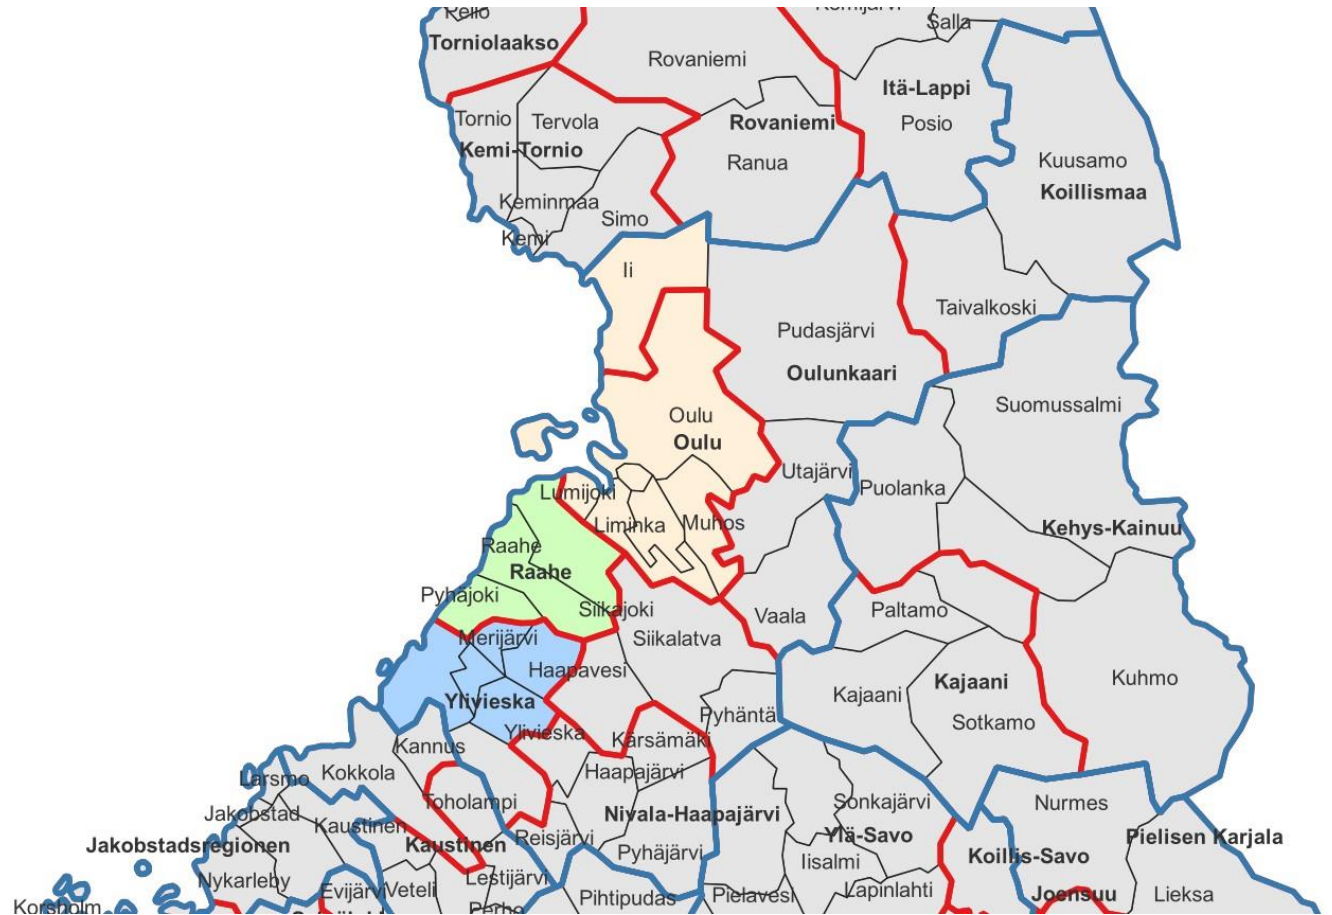 Pello
Kemijärvi
Salla
Torniolaakso
Rovaniemi
Itä-Lappi
Tornio
Tervola
Rovaniemi
Posio
Kemi-Tornio
Ranua
Kuusamo
Koillismaa
Keminmaa
Simo
Kemi
Ii
Taivalkoski
Pudasjärvi
Oulunkaari
Suomussalmi
Oulu
Oulu
Utajärvi
Puolanka
Lumijoki
Liminka
Muhos
Kehys-Kainuu
Raahe
Raahe
Pyhäjoki
Siikajoki
Vaala
Paltamo
Merijärvi
Siikalatva
Haapavesi
Kuhmo
Kajaani
Kajaani
Sotkamo
Ylivieska
Pyhäntä
Ylivieska
Kärsämäki
Kannus
Larsmo
Kokkola
Haapajärvi
Toholampi
Sonkajärvi
Nurmes
Jakobstad
Kaustinen
Nivala-Haapajärvi
Jakobstadsregionen
Kaustinen
Reisjärvi
Ylä-Savo
Pielisen Karjala
Pyhäjärvi
Iisalmi
Koillis-Savo
Nykarleby
Evijärvi
Veteli
Lestijärvi
Pihtipudas
Pielavesi
Lapinlahti
Joensuu
Lieksa
Korsholm
Perho